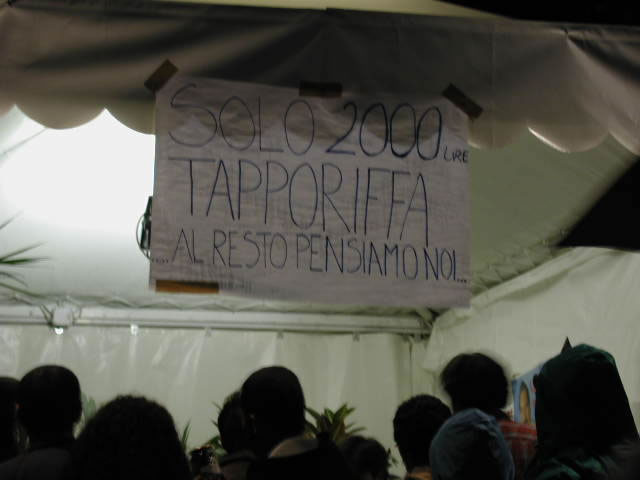 SOLO 2000 LIRE
TAPPORIFFA
....AL RESTO PENSIAMO NOI...